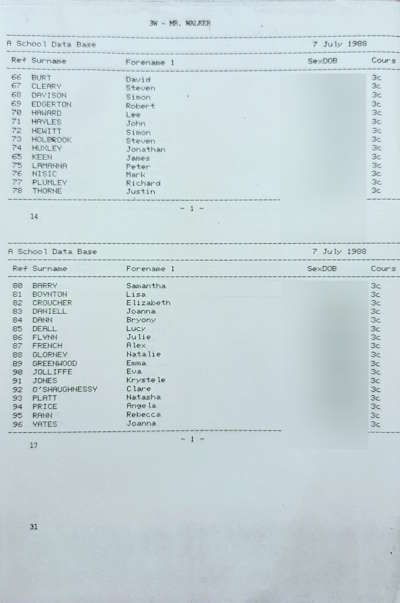 3W - MR. WALKER
A School Data Base 7 July 1988
Ref Surname Forename 1 SexDOB Cours
66 BURT David 3c
67 CLEARY Steven 3c
68 DAVISON Simon 3c
69 EDGERTON Robert 3c
70 HAWARD Lee 3c
71 HAYLES John 3c
72 HEWITT Simon 3c
73 HOLBROOK Steven 3c
74 HUXLEY Jonathan 3c
65 KEEN James 3c
75 LAMANNA Peter 3c
76 NISIC Mark 3c
77 PLUMLEY Richard 3c
78 THORNE Justin 3c
- 1 -
14
A School Data Base 7 July 1988
Ref Surname Forename 1 SexDOB Cours
80 BARRY Samantha 3c
81 BOYNTON Lisa 3c
82 CROUCHER Elizabeth 3c
83 DANIELL Joanna 3c
84 DANN Bryony 3c
85 DEALL Lucy 3c
86 FLYNN Julie 3c
87 FRENCH Alex 3c
88 GLORNEY Natalie 3c
89 GREENWOOD Emma 3c
90 JOLLIFFE Eva 3c
91 JONES Krystele 3c
92 O'SHAUGHNESSY Clare 3c
93 PLATT Natasha 3c
94 PRICE Angela 3c
95 RANN Rebecca 3c
96 YATES Joanna 3c
- 1 -
17
31